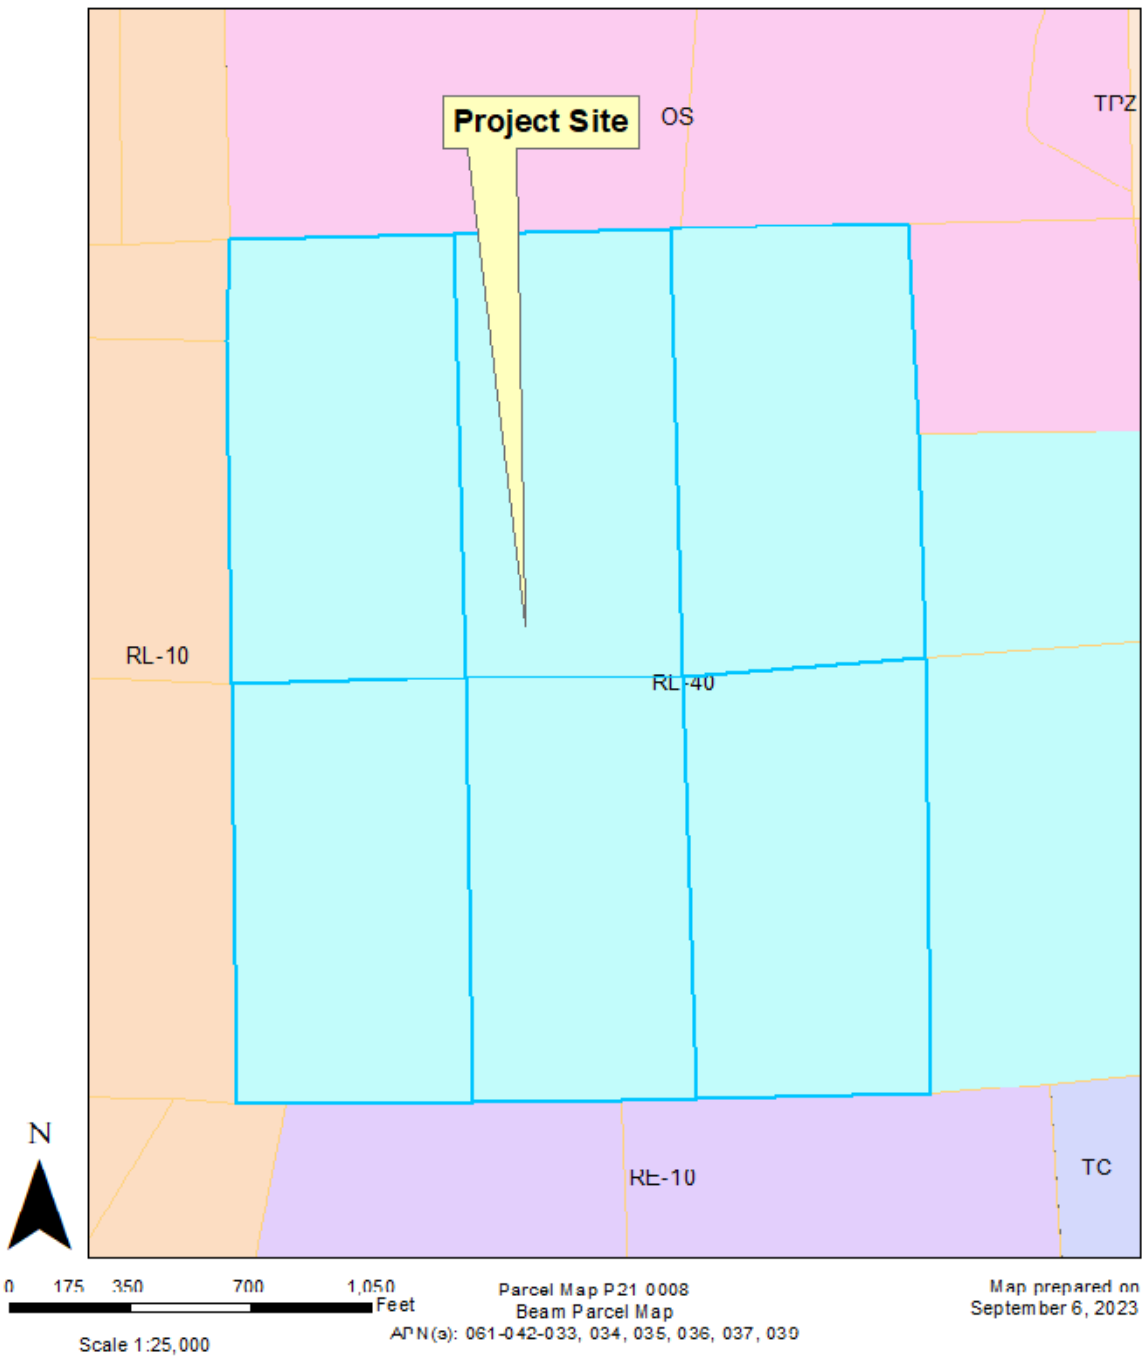 Project Site
OS
TPZ
RL-10
RL-40
RE-10
TC
N
0 175 350 700 1,050
Feet
Scale 1:25,000
Parcel Map P21 0008
Beam Parcel Map
APN(s): 061-042-033, 034, 035, 036, 037, 039
Map prepared on
September 6, 2023